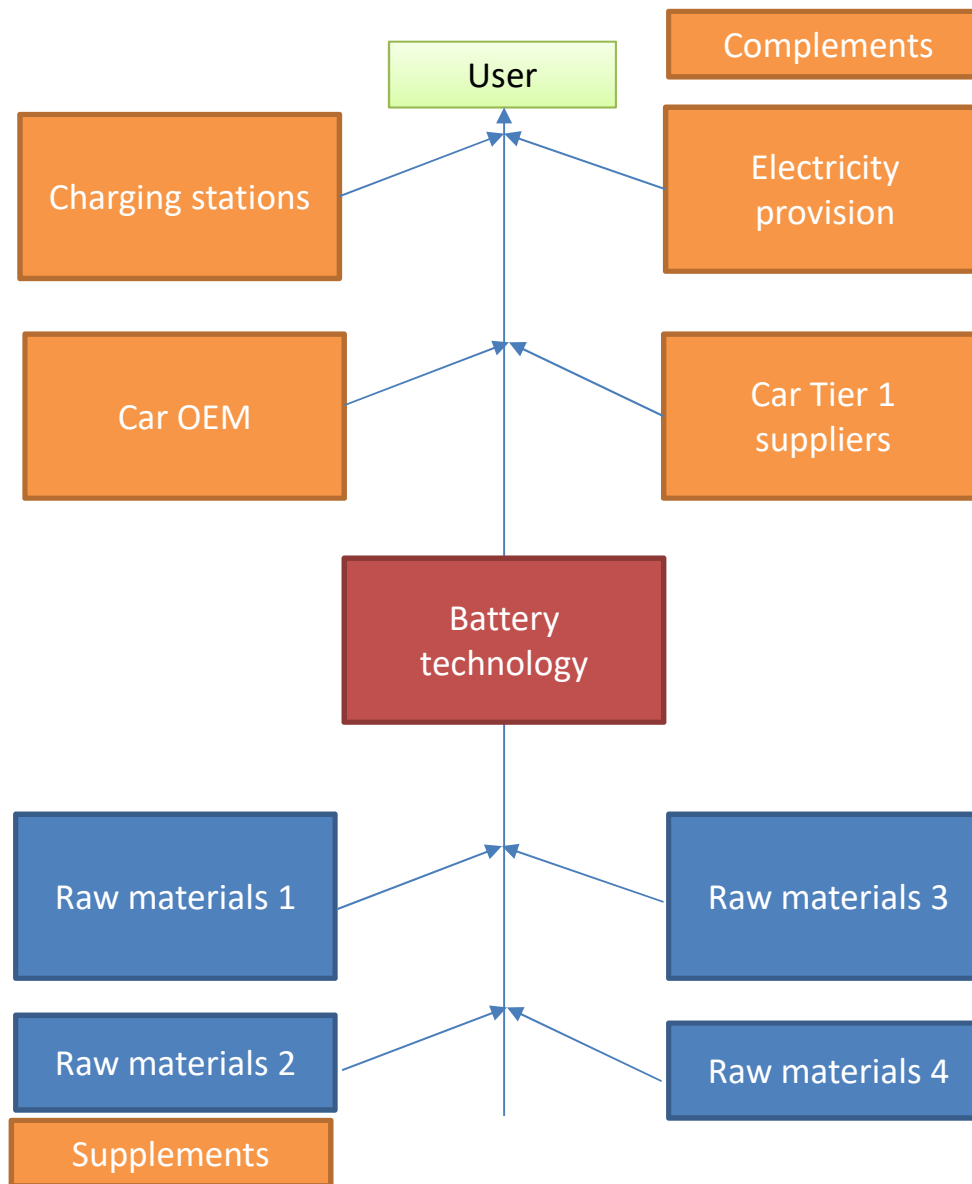 Complements
User
Charging stations
Electricity
provision
Car OEM
Car Tier 1
suppliers
Battery
technology
Raw materials 1
Raw materials 3
Raw materials 2
Raw materials 4
Supplements